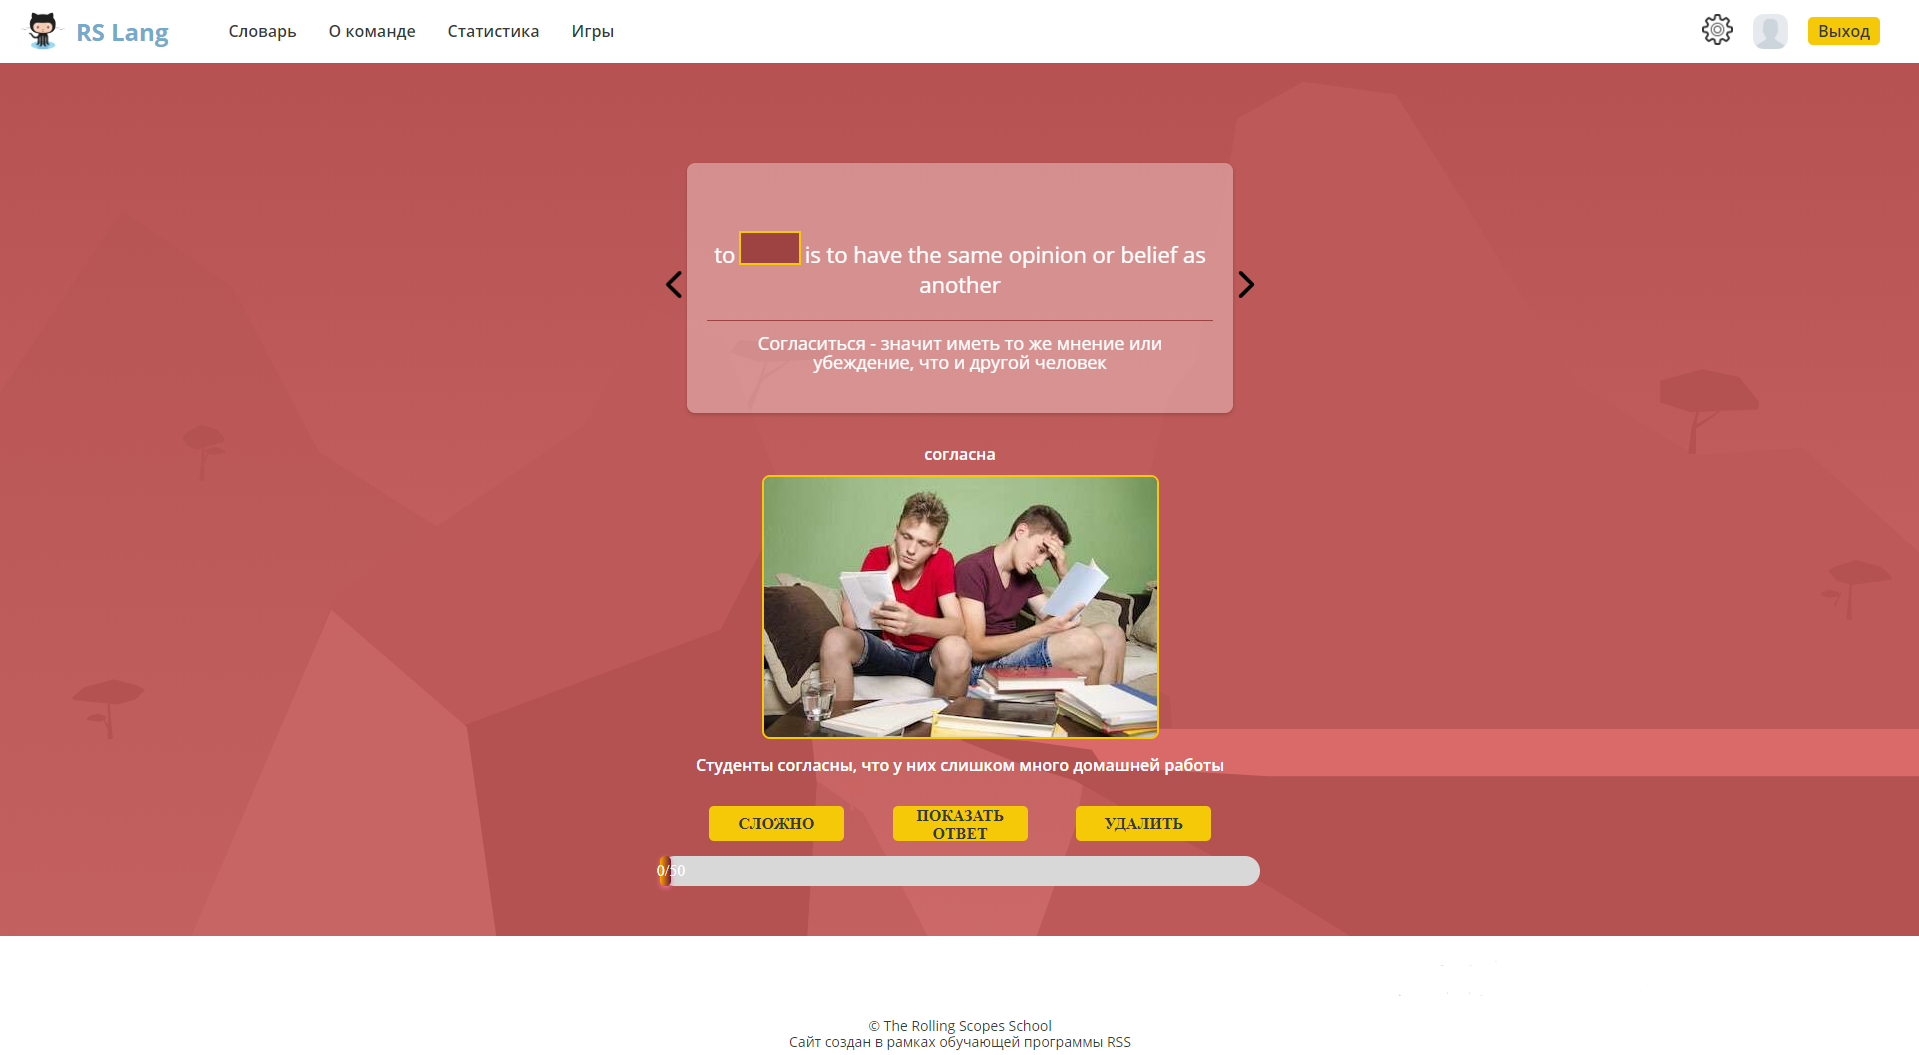 RS Lang
Словарь
О команде
Статистика
Игры
Выход
to is to have the same opinion or belief as
another
Согласиться - значит иметь то же мнение или
убеждение, что и другой человек
согласна
Студенты согласны, что у них слишком много домашней работы
СЛОЖНО
ПОКАЗАТЬ
ОТВЕТ
УДАЛИТЬ
0/50
© The Rolling Scopes School
Сайт создан в рамках обучающей программы RSS